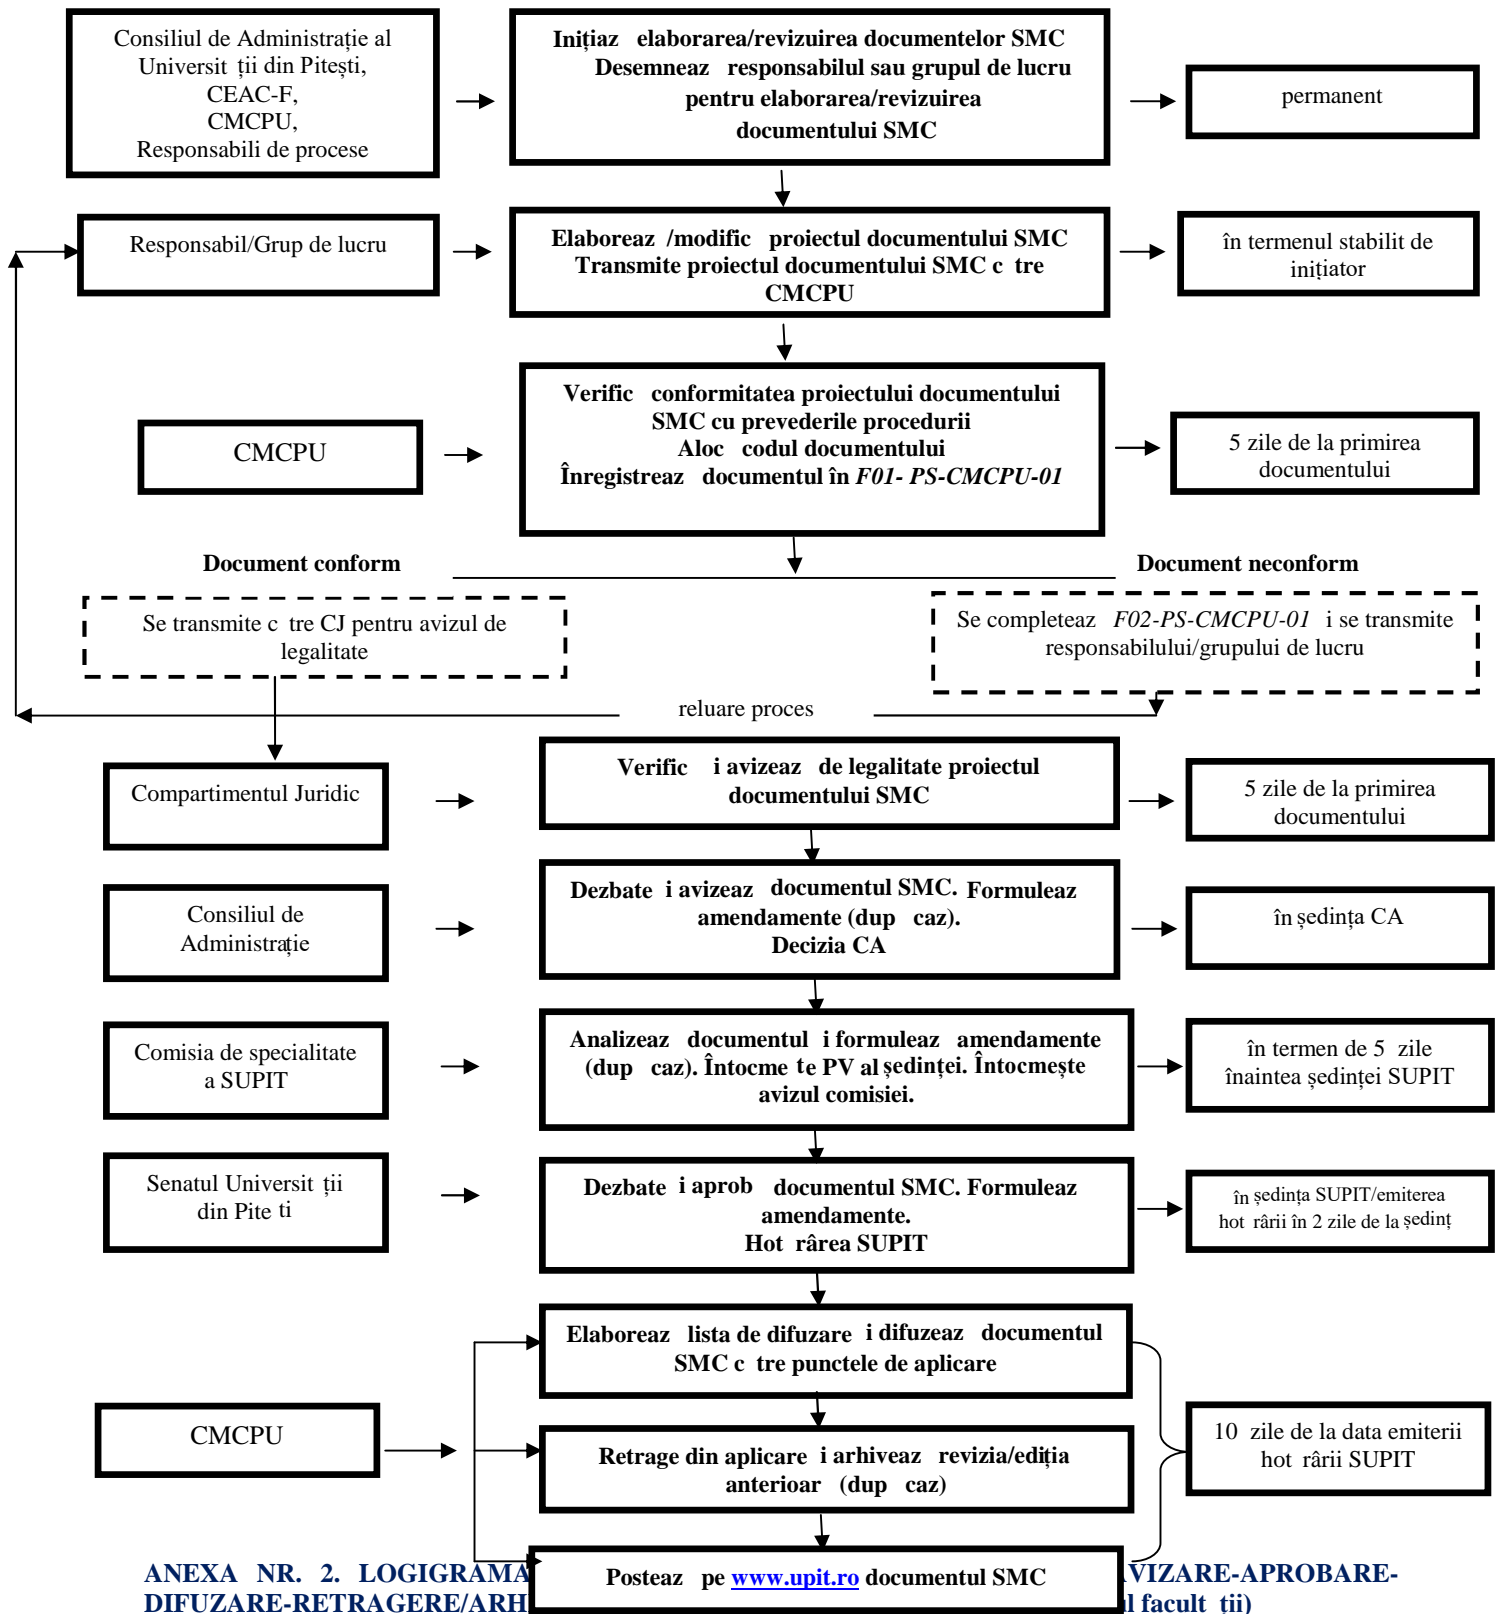 Consiliul de Administrație al
Universit ții din Pitești,
CEAC-F,
CMCPU,
Responsabili de procese
Inițiaz elaborarea/revizuirea documentelor SMC
Desemneaz responsabilul sau grupul de lucru
pentru elaborarea/revizuirea
documentului SMC
permanent
Responsabil/Grup de lucru
Elaboreaz /modific proiectul documentului SMC
Transmite proiectul documentului SMC c tre
CMCPU
în termenul stabilit de
inițiator
CMCPU
Verific conformitatea proiectului documentului
SMC cu prevederile procedurii
Aloc codul documentului
Înregistreaz documentul în F01- PS-CMCPU-01
5 zile de la primirea
documentului
Document conform
Document neconform
Se transmite c tre CJ pentru avizul de
legalitate
Se completeaz F02-PS-CMCPU-01 i se transmite
responsabilului/grupului de lucru
reluare proces
Compartimentul Juridic
Verific i avizeaz de legalitate proiectul
documentului SMC
5 zile de la primirea
documentului
Consiliul de
Administrație
Dezbate i avizeaz documentul SMC. Formuleaz
amendamente (dup caz).
Decizia CA
în ședința CA
Comisia de specialitate
a SUPIT
Analizeaz documentul i formuleaz amendamente
(dup caz). Întocme te PV al ședinței. Întocmește
avizul comisiei.
în termen de 5 zile
înaintea ședinței SUPIT
Senatul Universit ții
din Pite ti
Dezbate i aprob documentul SMC. Formuleaz
amendamente.
Hot rârea SUPIT
în ședința SUPIT/emiterea
hot rârii în 2 zile de la ședinț
CMCPU
Elaboreaz lista de difuzare i difuzeaz documentul
SMC c tre punctele de aplicare
Retrage din aplicare i arhiveaz revizia/ediția
anterioar (dup caz)
10 zile de la data emiterii
hot rârii SUPIT
Posteaz pe www.upit.ro documentul SMC
ANEXA NR. 2. LOGIGRAMA VIZARE-APROBARE-
DIFUZARE-RETRAGERE/ARH l facult ții)